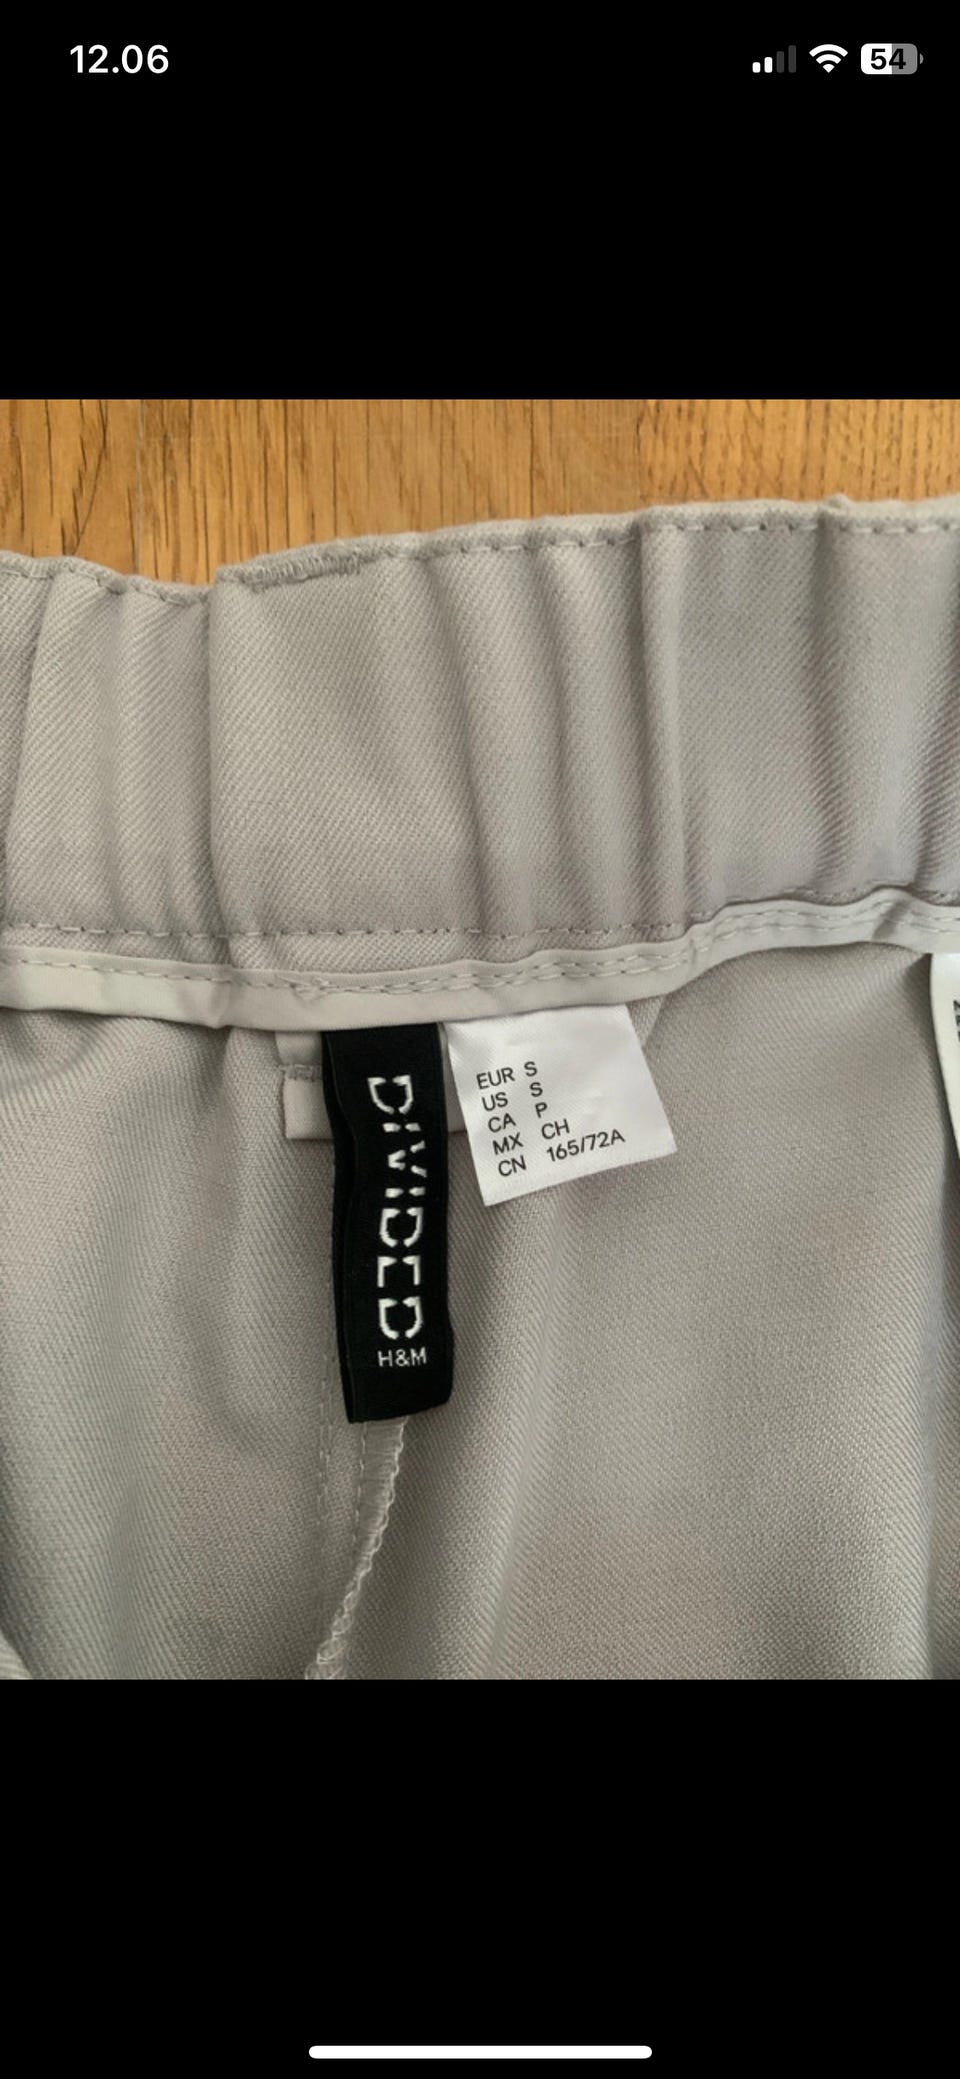 12.06
54
DIVIDED
H&M
EUR S
US S
CA P
MX CH
CN 165/72A